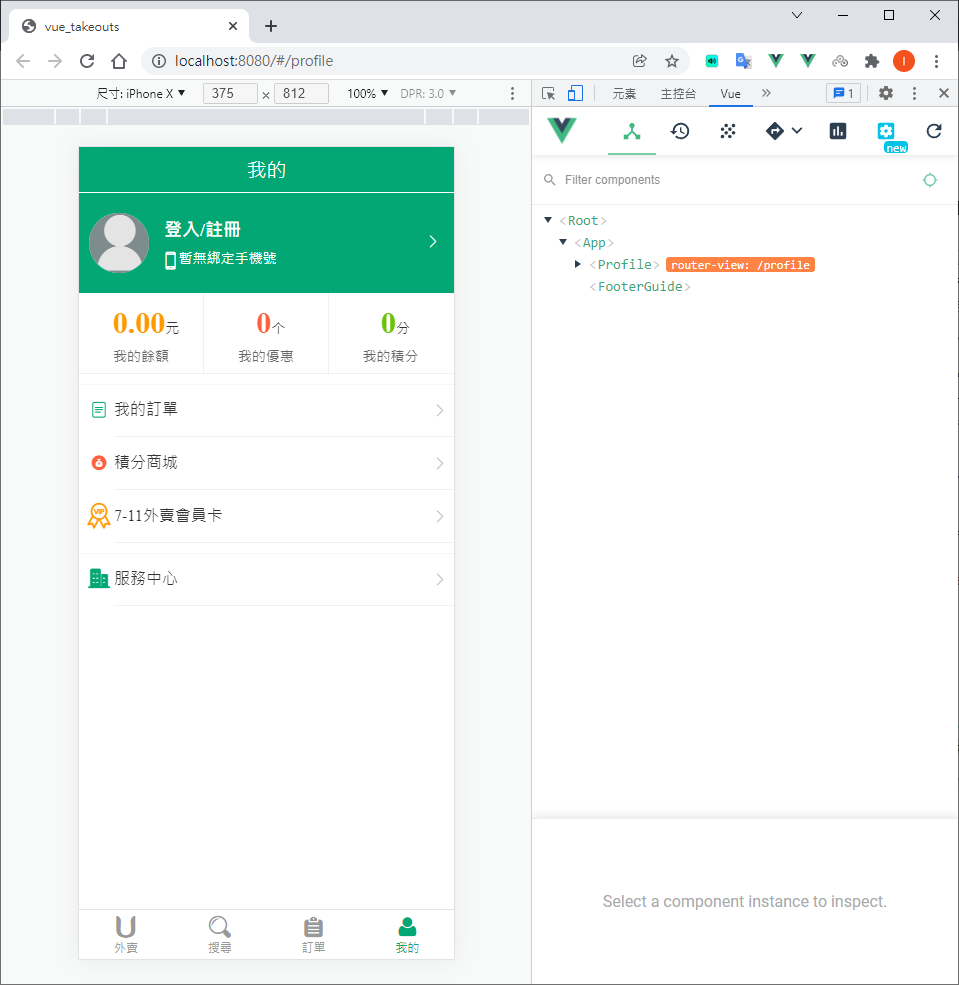 vue_takeouts
localhost:8080/#/profile
尺寸: iPhone X ▼ 375 × 812 100% ▼ DPR: 3.0 ▼
元素 主控台 Vue » 1
new
Filter components
<Root>
<App>
<Profile> router-view: /profile
<FooterGuide>
Select a component instance to inspect.
我的
登入/註冊
暫無綁定手機號
0.00元 0个 0分
我的餘額 我的優惠 我的積分
我的訂單
積分商城
VIP 7-11外賣會員卡
服務中心
外賣 搜尋 訂單 我的
I